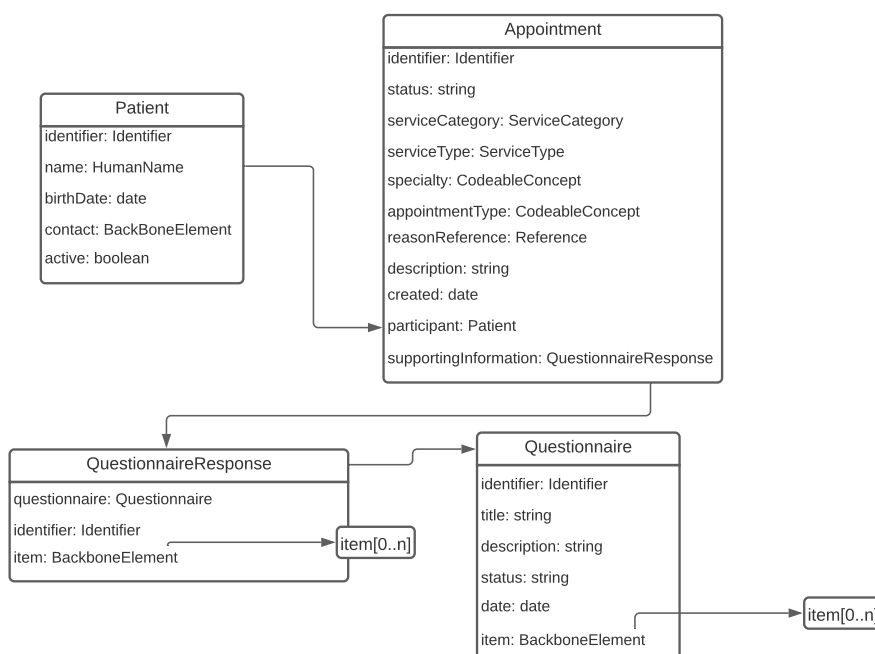 Appointment
identifier: Identifier
status: string
serviceCategory: ServiceCategory
serviceType: ServiceType
specialty: CodeableConcept
appointmentType: CodeableConcept
reasonReference: Reference
description: string
created: date
participant: Patient
supportingInformation: QuestionnaireResponse
Patient
identifier: Identifier
name: HumanName
birthDate: date
contact: BackBoneElement
active: boolean
QuestionnaireResponse
questionnaire: Questionnaire
identifier: Identifier
item: BackboneElement
item[0..n]
Questionnaire
identifier: Identifier
title: string
description: string
status: string
date: date
item: BackboneElement
item[0..n]